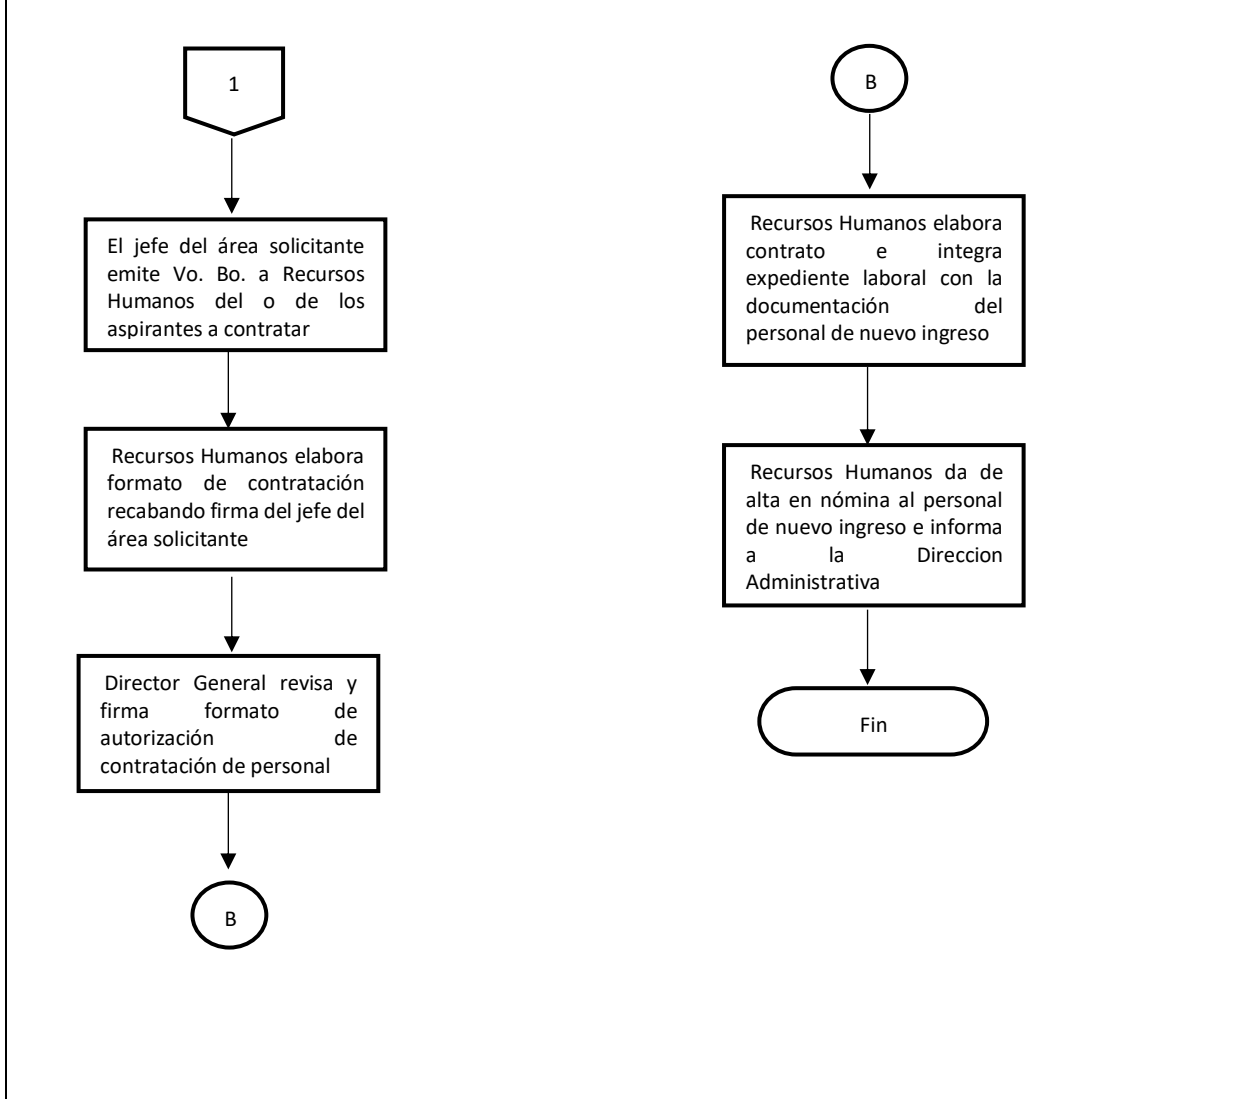 1
El jefe del área solicitante
emite Vo. Bo. a Recursos
Humanos del o de los
aspirantes a contratar
Recursos Humanos elabora
formato de contratación
recabando firma del jefe del
área solicitante
Director General revisa y
firma formato de
autorización de
contratación de personal
B
B
Recursos Humanos elabora
contrato e integra
expediente laboral con la
documentación del
personal de nuevo ingreso
Recursos Humanos da de
alta en nómina al personal
de nuevo ingreso e informa
a la Direccion
Administrativa
Fin